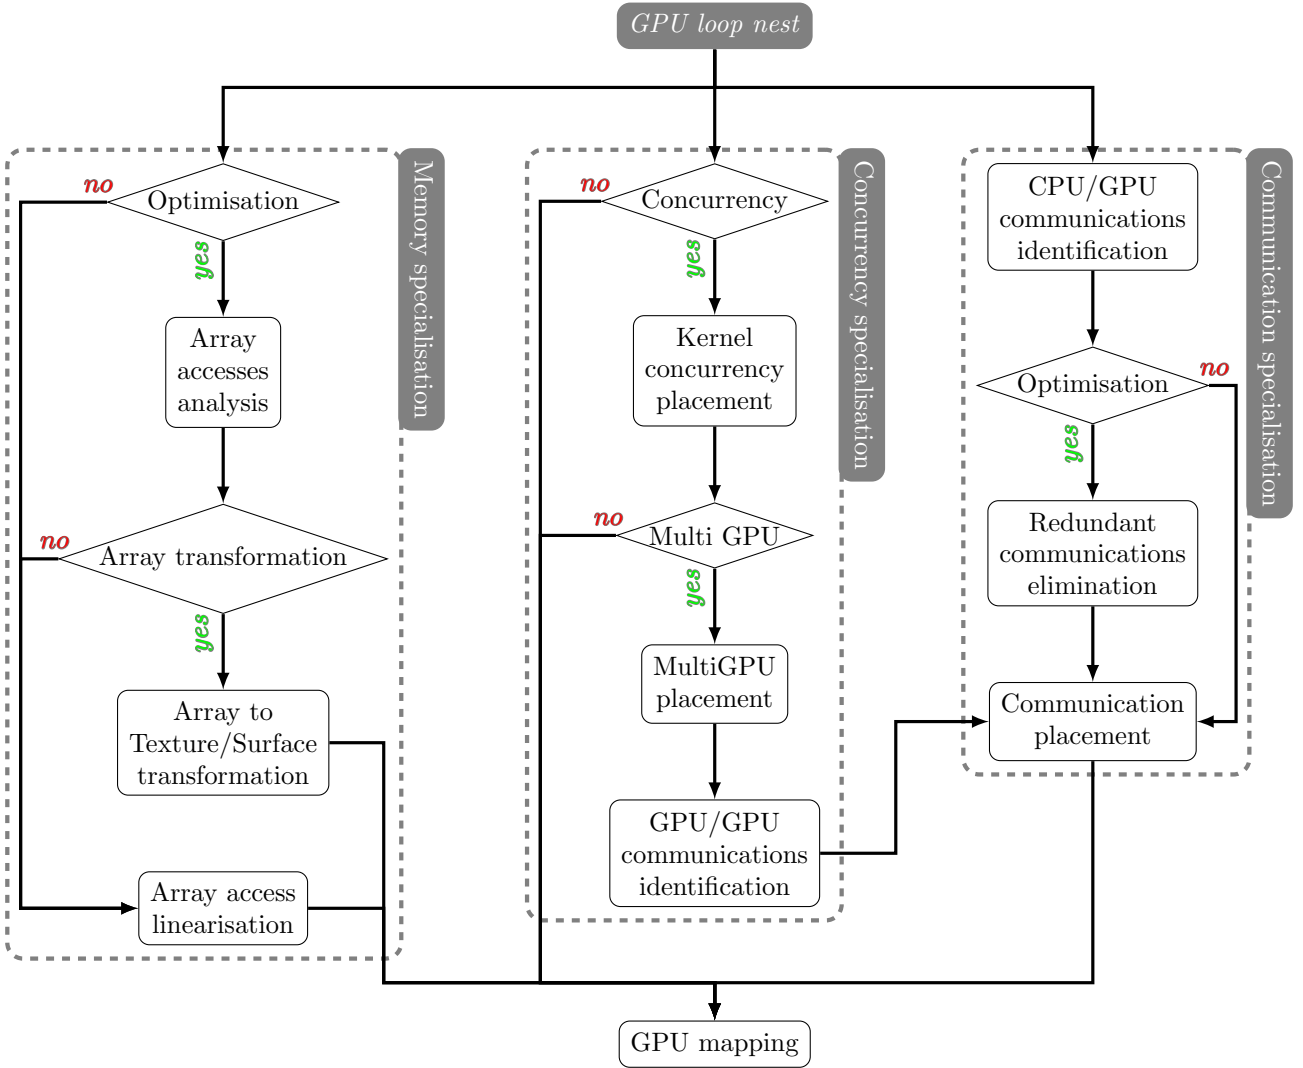 GPU loop nest
Memory specialisation
no
Optimisation
yes
Array
accesses
analysis
no
Array transformation
yes
Array to
Texture/Surface
transformation
Array access
linearisation
Concurrency specialisation
no
Concurrency
yes
Kernel
concurrency
placement
no
Multi GPU
yes
MultiGPU
placement
GPU/GPU
communications
identification
Communication specialisation
CPU/GPU
communications
identification
Optimisation
no
yes
Redundant
communications
elimination
Communication
placement
GPU mapping